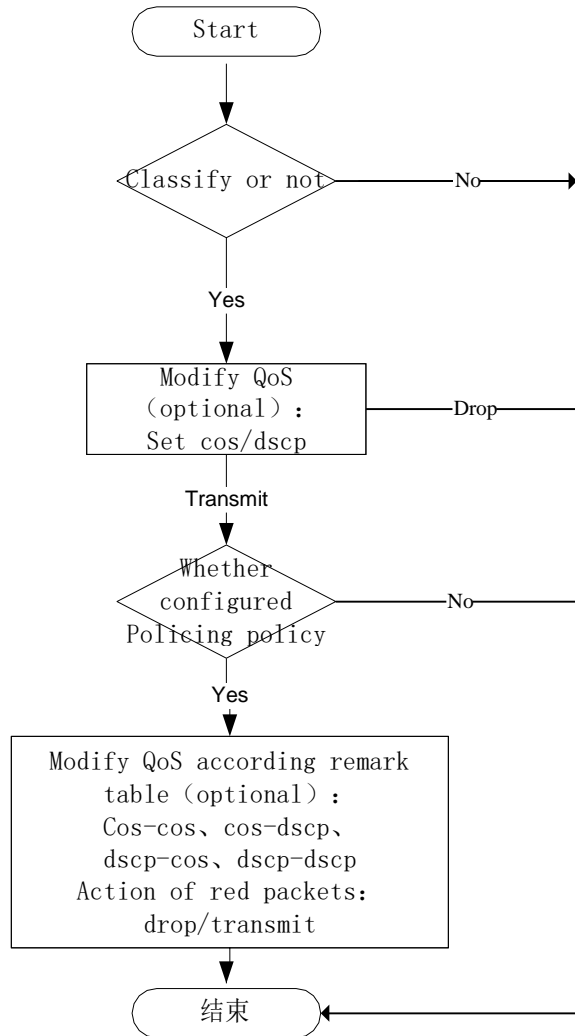 Start
Classify or not
No
Yes
Modify QoS
（optional）：
Set cos/dscp
Drop
Transmit
Whether
configured
Policing policy
No
Yes
Modify QoS according remark
table（optional）：
Cos-cos、cos-dscp、
dscp-cos、dscp-dscp
Action of red packets：
drop/transmit
结束